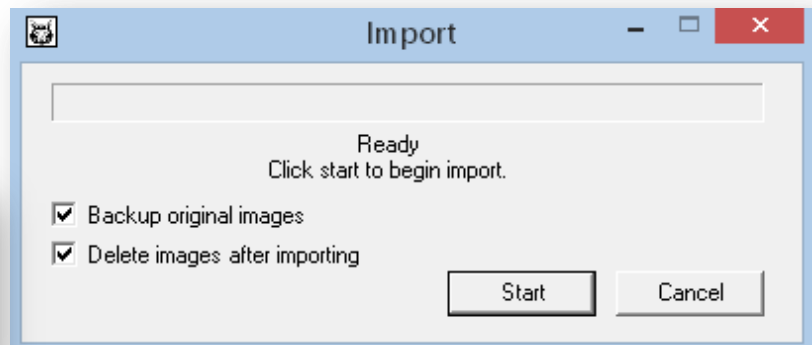 Import
Ready
Click start to begin import.
Backup original images
Delete images after importing
Start
Cancel